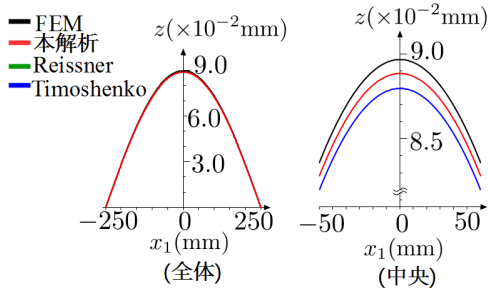 FEM
本解析
Reissner
Timoshenko
z(×10⁻²mm)
9.0
6.0
3.0
−250
0
250
x₁(mm)
(全体)
z(×10⁻²mm)
9.0
8.5
−50
0
50
x₁(mm)
(中央)